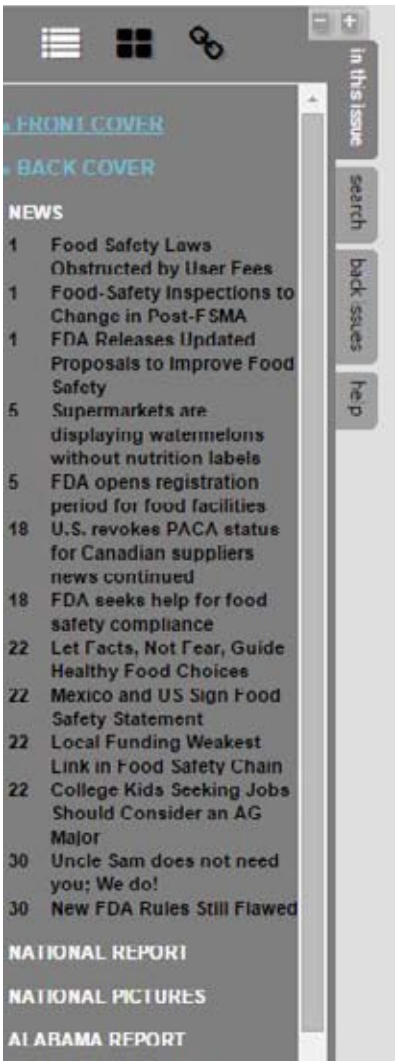 in this issue
search
back issues
help
» FRONT COVER
» BACK COVER
NEWS
1 Food Safety Laws
Obstructed by User Fees
1 Food-Safety Inspections to
Change in Post-FSMA
1 FDA Releases Updated
Proposals to Improve Food
Safety
5 Supermarkets are
displaying watermelons
without nutrition labels
5 FDA opens registration
period for food facilities
18 U.S. revokes PACA status
for Canadian suppliers
news continued
18 FDA seeks help for food
safety compliance
22 Let Facts, Not Fear, Guide
Healthy Food Choices
22 Mexico and US Sign Food
Safety Statement
22 Local Funding Weakest
Link in Food Safety Chain
22 College Kids Seeking Jobs
Should Consider an AG
Major
30 Uncle Sam does not need
you; We do!
30 New FDA Rules Still Flawed
NATIONAL REPORT
NATIONAL PICTURES
ALABAMA REPORT